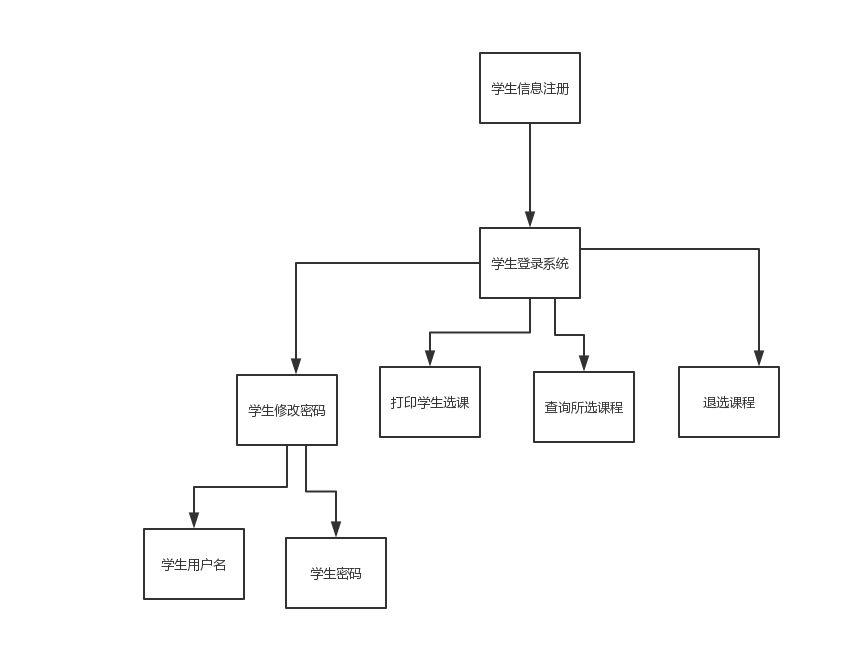 学生信息注册
学生登录系统
学生修改密码
打印学生选课
查询所选课程
退选课程
学生用户名
学生密码